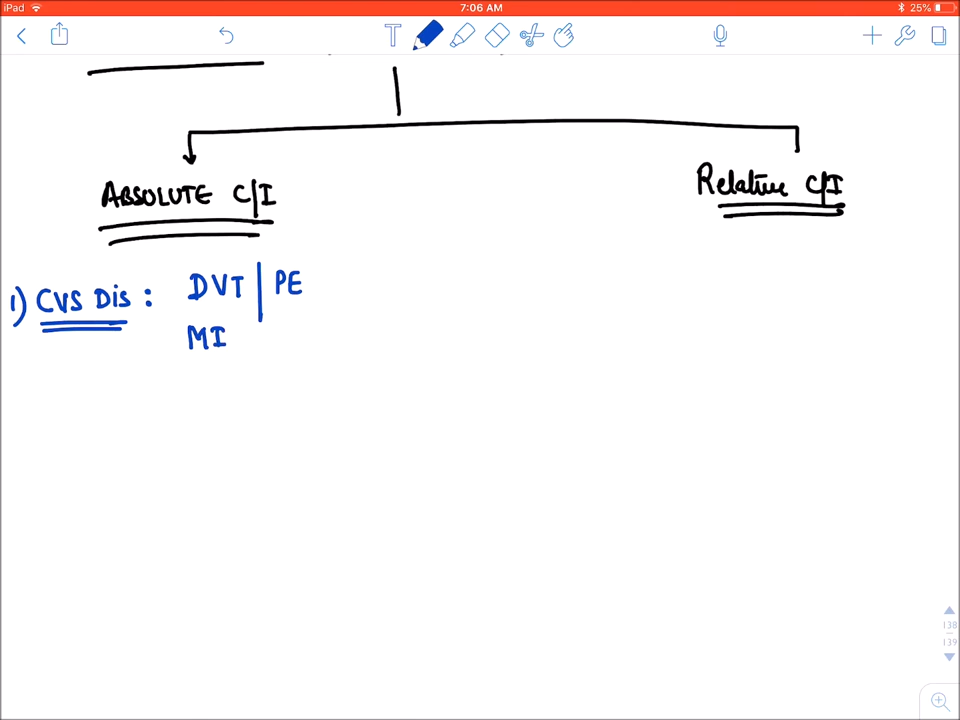 iPad 7:06 AM 25%
T
ABSOLUTE C/I Relative C/I
1) CVS Dis : DVT | PE
MI
138
139